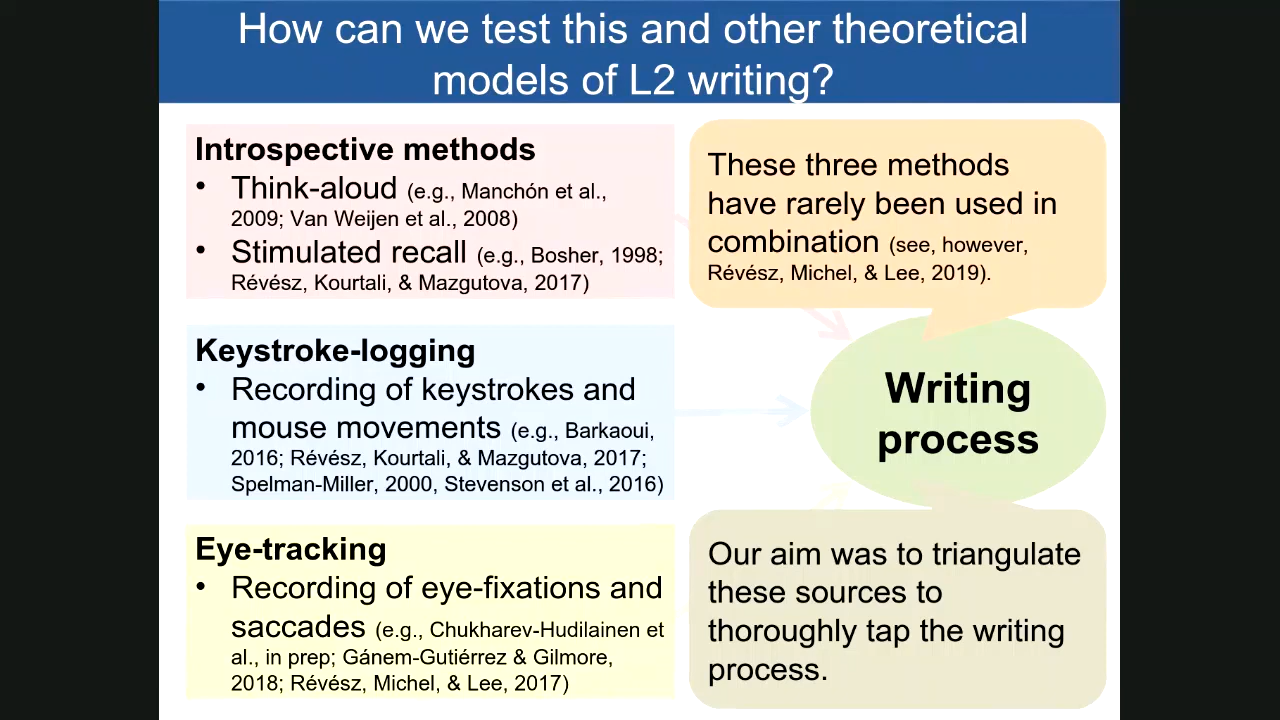 How can we test this and other theoretical
models of L2 writing?
Introspective methods
• Think-aloud (e.g., Manchón et al.,
2009; Van Weijen et al., 2008)
• Stimulated recall (e.g., Bosher, 1998;
Révész, Kourtali, & Mazgutova, 2017)
These three methods
have rarely been used in
combination (see, however,
Révész, Michel, & Lee, 2019).
Keystroke-logging
• Recording of keystrokes and
mouse movements (e.g., Barkaoui,
2016; Révész, Kourtali, & Mazgutova, 2017;
Spelman-Miller, 2000, Stevenson et al., 2016)
Writing
process
Eye-tracking
• Recording of eye-fixations and
saccades (e.g., Chukharev-Hudilainen et
al., in prep; Gánem-Gutiérrez & Gilmore,
2018; Révész, Michel, & Lee, 2017)
Our aim was to triangulate
these sources to
thoroughly tap the writing
process.